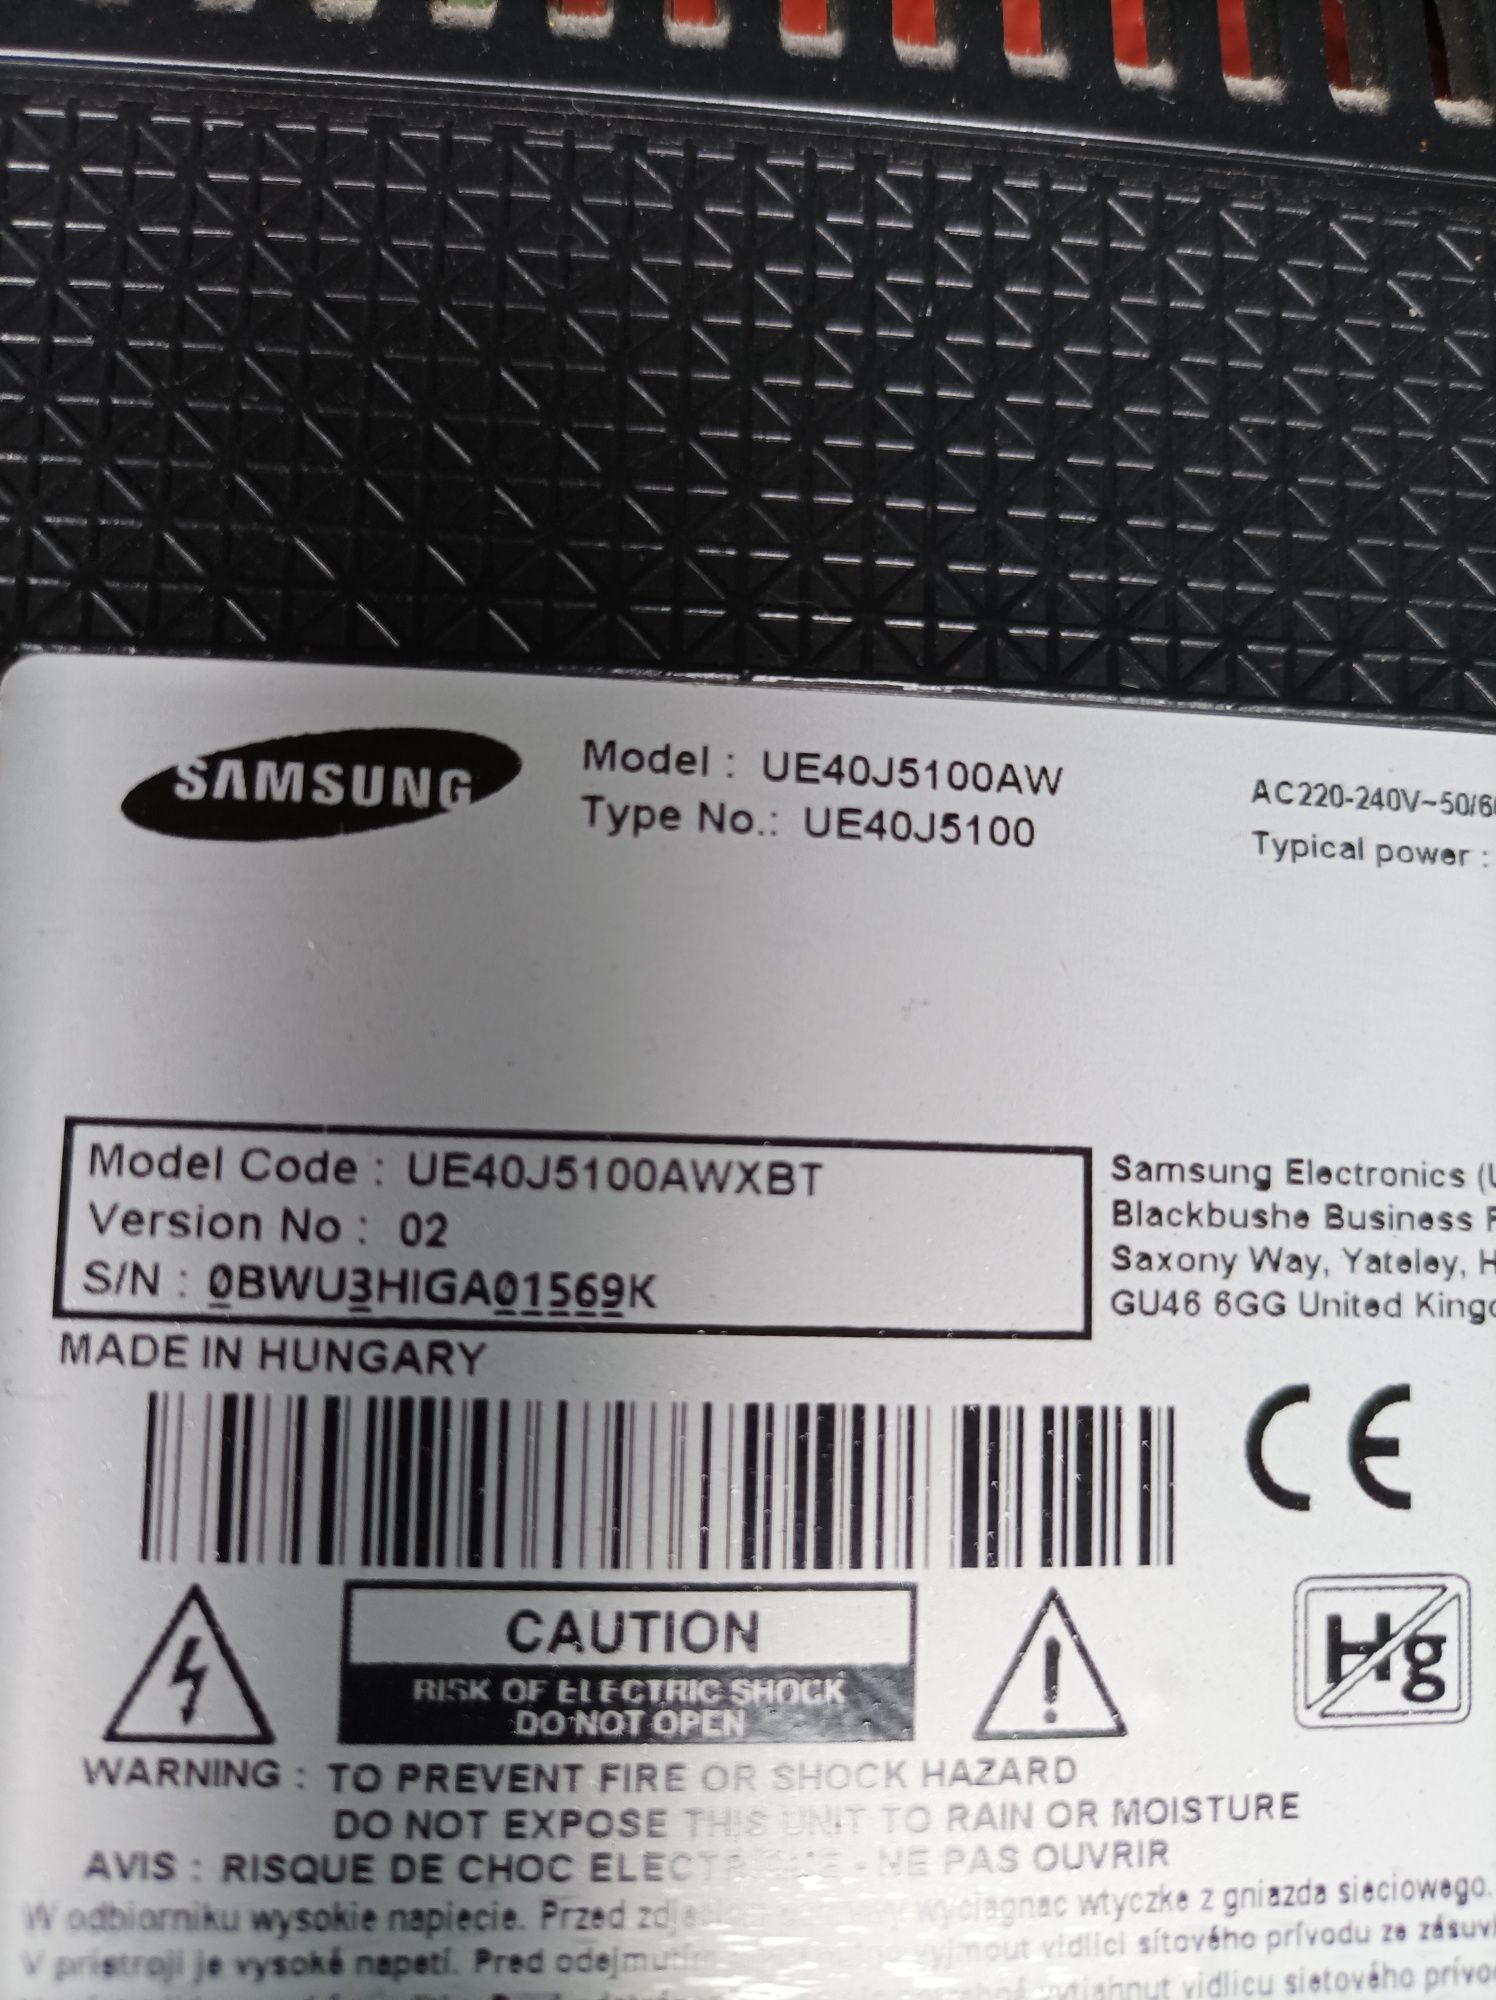 SAMSUNG
Model : UE40J5100AW
Type No.: UE40J5100
AC220-240V~50/6
Typical power :
Model Code : UE40J5100AWXBT
Version No : 02
S/N : 0BWU3HIGA01569K
MADE IN HUNGARY
Samsung Electronics (
Blackbushe Business
Saxony Way, Yateley, H
GU46 6GG United Kingd
CE
CAUTION
RISK OF ELECTRIC SHOCK
DO NOT OPEN
Hg
WARNING : TO PREVENT FIRE OR SHOCK HAZARD
DO NOT EXPOSE THIS UNIT TO RAIN OR MOISTURE
AVIS : RISQUE DE CHOC ELECTRIQUE - NE PAS OUVRIR
W odbiorniku wysokie napiecie. Przed wyciagnac wtyczke z gniazda sieciowego.
V pristroji je vysoké napetí. Pred odejmutím vyjmout vidlici sítového prívodu ze
vytiahnut vidlicu sietového